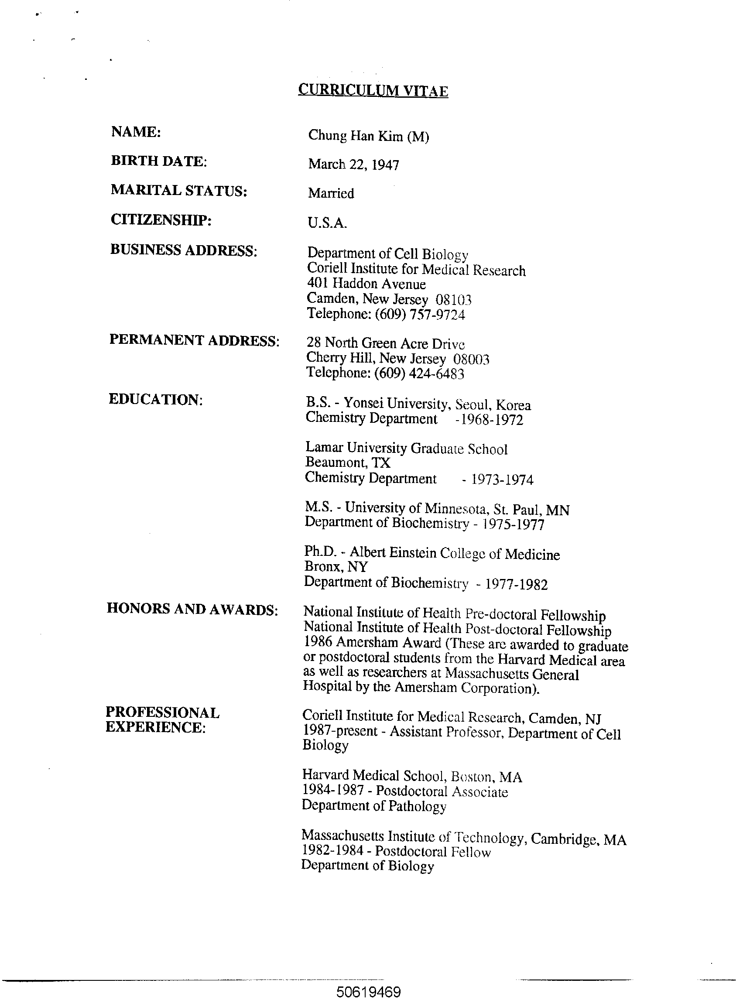 CURRICULUM VITAE
NAME: Chung Han Kim (M)
BIRTH DATE: March 22, 1947
MARITAL STATUS: Married
CITIZENSHIP: U.S.A.
BUSINESS ADDRESS: Department of Cell Biology
Coriell Institute for Medical Research
401 Haddon Avenue
Camden, New Jersey 08103
Telephone: (609) 757-9724
PERMANENT ADDRESS: 28 North Green Acre Drive
Cherry Hill, New Jersey 08003
Telephone: (609) 424-6483
EDUCATION: B.S. - Yonsei University, Seoul, Korea
Chemistry Department -1968-1972
Lamar University Graduate School
Beaumont, TX
Chemistry Department - 1973-1974
M.S. - University of Minnesota, St. Paul, MN
Department of Biochemistry - 1975-1977
Ph.D. - Albert Einstein College of Medicine
Bronx, NY
Department of Biochemistry - 1977-1982
HONORS AND AWARDS: National Institute of Health Pre-doctoral Fellowship
National Institute of Health Post-doctoral Fellowship
1986 Amersham Award (These are awarded to graduate
or postdoctoral students from the Harvard Medical area
as well as researchers at Massachusetts General
Hospital by the Amersham Corporation).
PROFESSIONAL Coriell Institute for Medical Research, Camden, NJ
EXPERIENCE: 1987-present - Assistant Professor, Department of Cell
Biology
Harvard Medical School, Boston, MA
1984-1987 - Postdoctoral Associate
Department of Pathology
Massachusetts Institute of Technology, Cambridge, MA
1982-1984 - Postdoctoral Fellow
Department of Biology
50619469